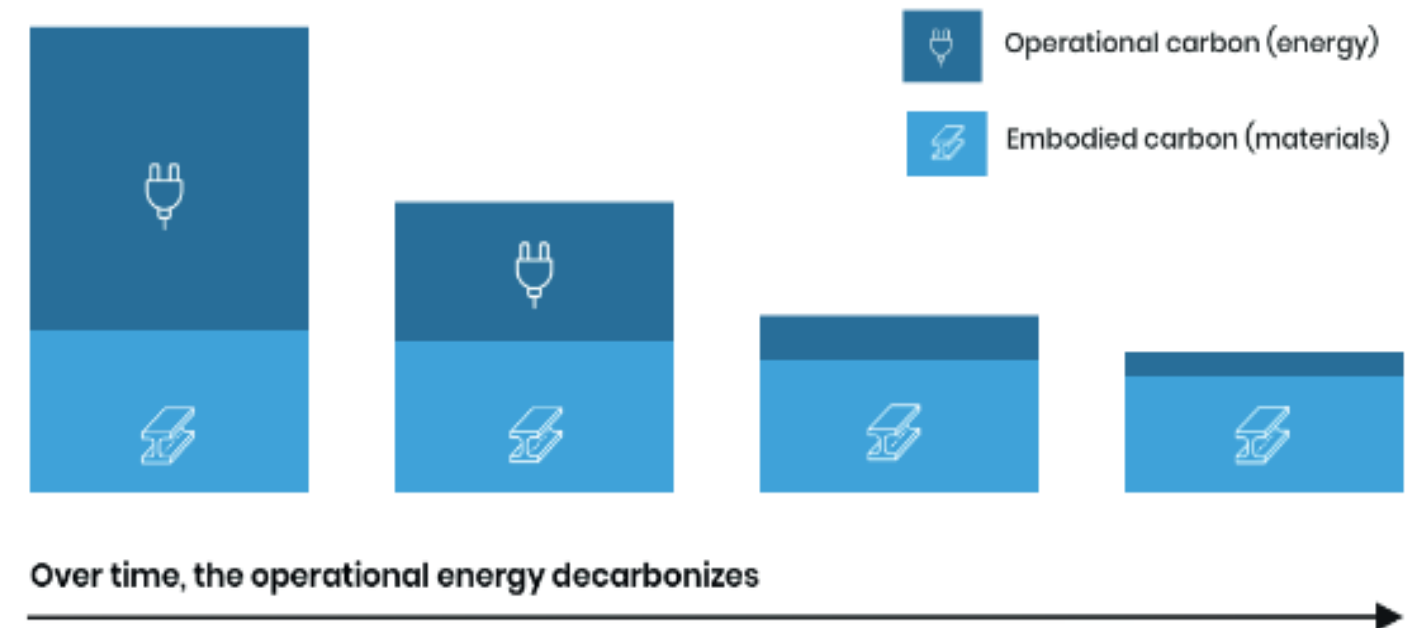 Operational carbon (energy)
Embodied carbon (materials)
Over time, the operational energy decarbonizes